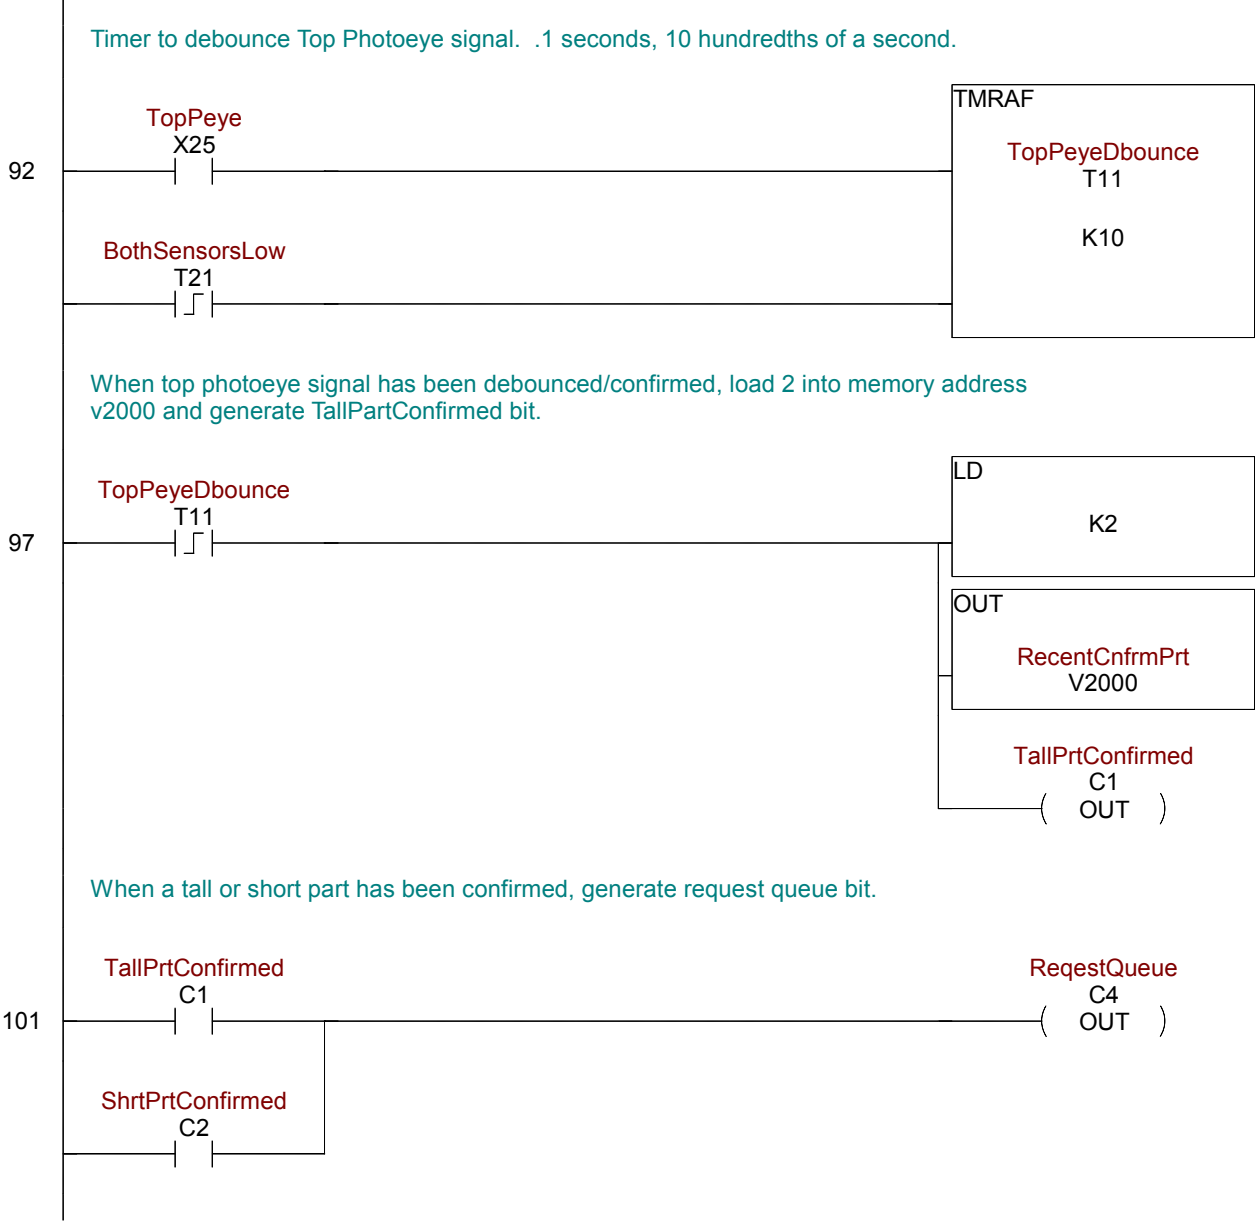 Timer to debounce Top Photoeye signal.  .1 seconds, 10 hundredths of a second.
TMRAF
TopPeye
X25
TopPeyeDbounce
T11
92
K10
BothSensorsLow
T21
When top photoeye signal has been debounced/confirmed, load 2 into memory address
v2000 and generate TallPartConfirmed bit.
LD
TopPeyeDbounce
T11
K2
97
OUT
RecentCnfrmPrt
V2000
TallPrtConfirmed
C1
OUT
When a tall or short part has been confirmed, generate request queue bit.
TallPrtConfirmed
C1
ReqestQueue
C4
101
OUT
ShrtPrtConfirmed
C2